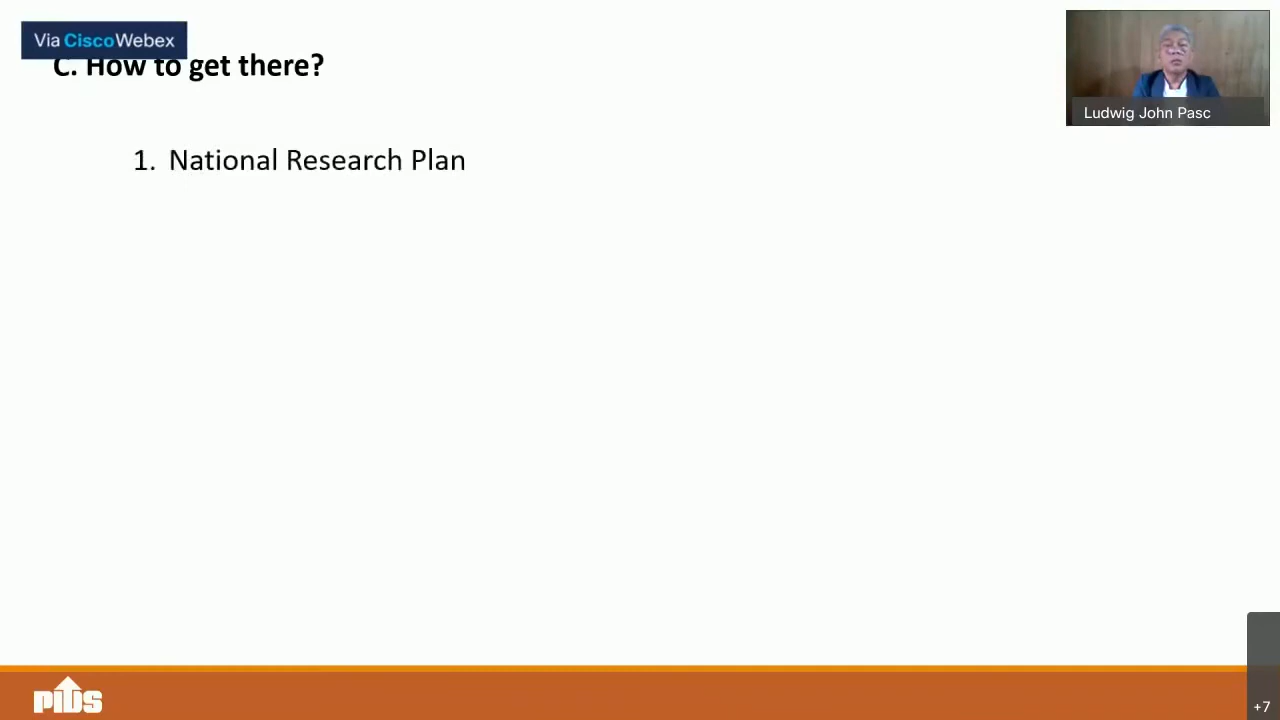 Via CiscoWebex
C. How to get there?
Ludwig John Pasc
1. National Research Plan
PIDS
+7